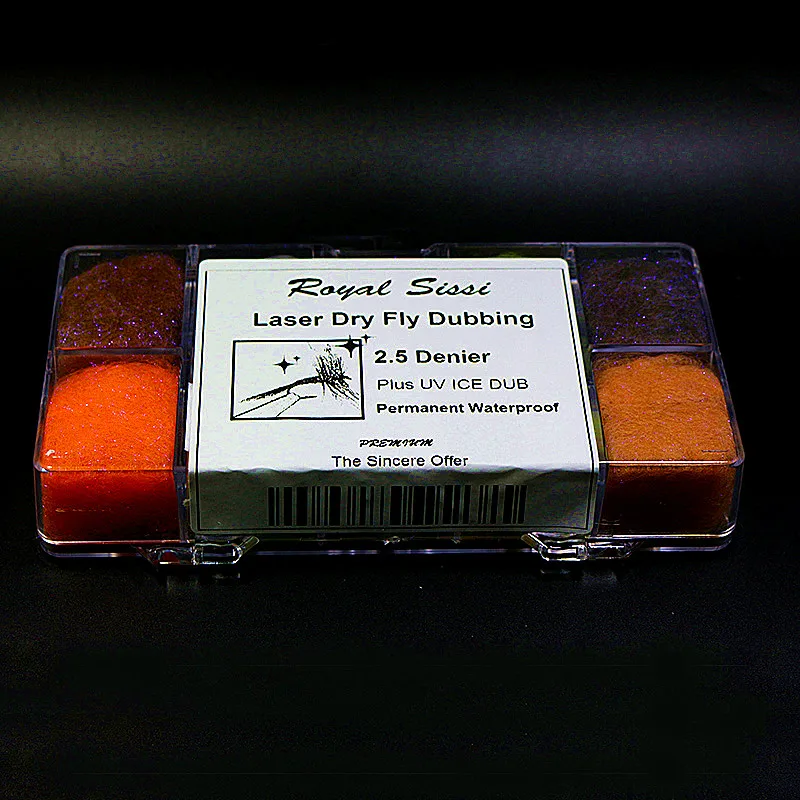 Royal Sissi
Laser Dry Fly Dubbing
2.5 Denier
Plus UV ICE DUB
Permanent Waterproof
PREMIUM
The Sincere Offer